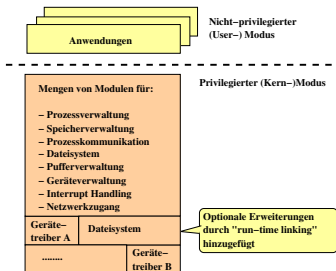 Nicht-privilegierter
(User-) Modus
Anwendungen
Privilegierter (Kern-)Modus
Mengen von Modulen für:
- Prozessverwaltung
- Speicherverwaltung
- Prozesskommunikation
- Dateisystem
- Pufferverwaltung
- Geräteverwaltung
- Interrupt Handling
- Netzwerkzugang
Geräte-
treiber A
Dateisystem
Optionale Erweiterungen
durch "run-time linking"
hinzugefügt
........
Geräte-
treiber B